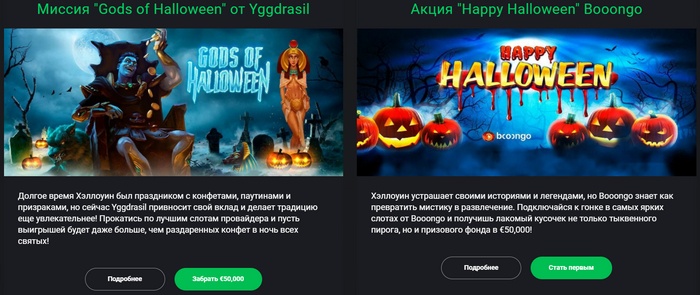 Миссия "Gods of Halloween" от Yggdrasil
GODS OF
HALLOWEEN
Долгое время Хэллоуин был праздником с конфетами, паутинами и
призраками, но сейчас Yggdrasil привносит свой вклад и делает традицию
еще увлекательнее! Прокатись по лучшим слотам провайдера и пусть
выигрышей будет даже больше, чем разданных конфет в ночь всех
святых!
Подробнее
Забрать €50,000
Акция "Happy Halloween" Booongo
HAPPY
HALLOWEEN
booongo
Хэллоуин устрашает своими историями и легендами, но Booongo знает как
превратить мистику в развлечение. Подключайся к гонке в самых ярких
слотах от Booongo и получишь лакомый кусочек не только тыквенного
пирога, но и призового фонда в €50,000!
Подробнее
Стать первым